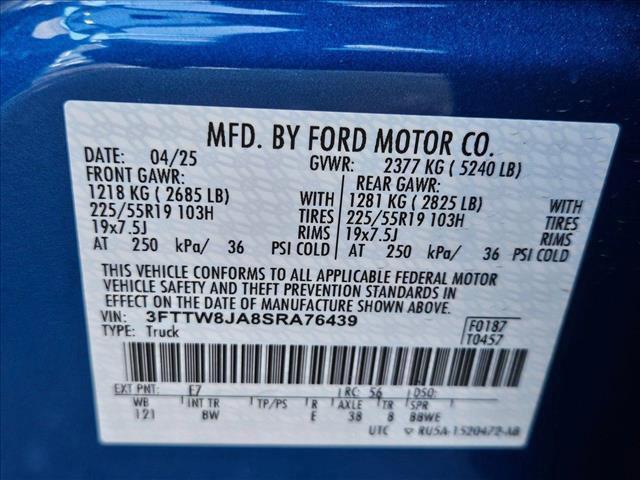 MFD. BY FORD MOTOR CO.
DATE: 04/25 GVWR: 2377 KG ( 5240 LB)
FRONT GAWR: REAR GAWR:
1218 KG ( 2685 LB) WITH 1281 KG ( 2825 LB) WITH
225/55R19 103H TIRES 225/55R19 103H TIRES
19x7.5J RIMS 19x7.5J RIMS
AT 250 kPa/ 36 PSI COLD AT 250 kPa/ 36 PSI COLD
THIS VEHICLE CONFORMS TO ALL APPLICABLE FEDERAL MOTOR
VEHICLE SAFETY AND THEFT PREVENTION STANDARDS IN
EFFECT ON THE DATE OF MANUFACTURE SHOWN ABOVE.
VIN: 3FTTW8JA8SRA76439 F0187
TYPE: Truck T0457
EXT PNT: E7 RC: 56 DSO:
WB INT TR TP/PS R AXLE TR SPR
121 BW E 38 8 BBWE
UTC ▽ RU5A-1520472-AB